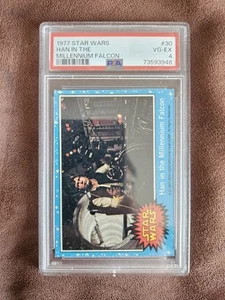 1977 STAR WARS #30
HAN IN THE VG-EX
MILLENNIUM FALCON 4
PSA 73593948
Han in the Millennium Falcon
STAR
WARS